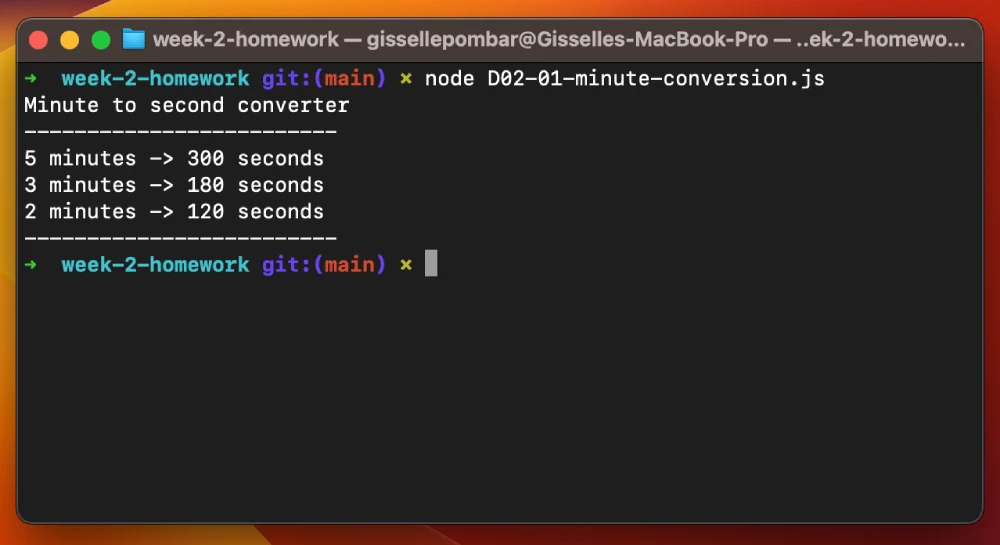 week-2-homework — gissellepombar@Gisselles-MacBook-Pro — ..ek-2-homewo...
➜  week-2-homework git:(main) ✗ node D02-01-minute-conversion.js
Minute to second converter
-------------------------
5 minutes -> 300 seconds
3 minutes -> 180 seconds
2 minutes -> 120 seconds
-------------------------
➜  week-2-homework git:(main) ✗